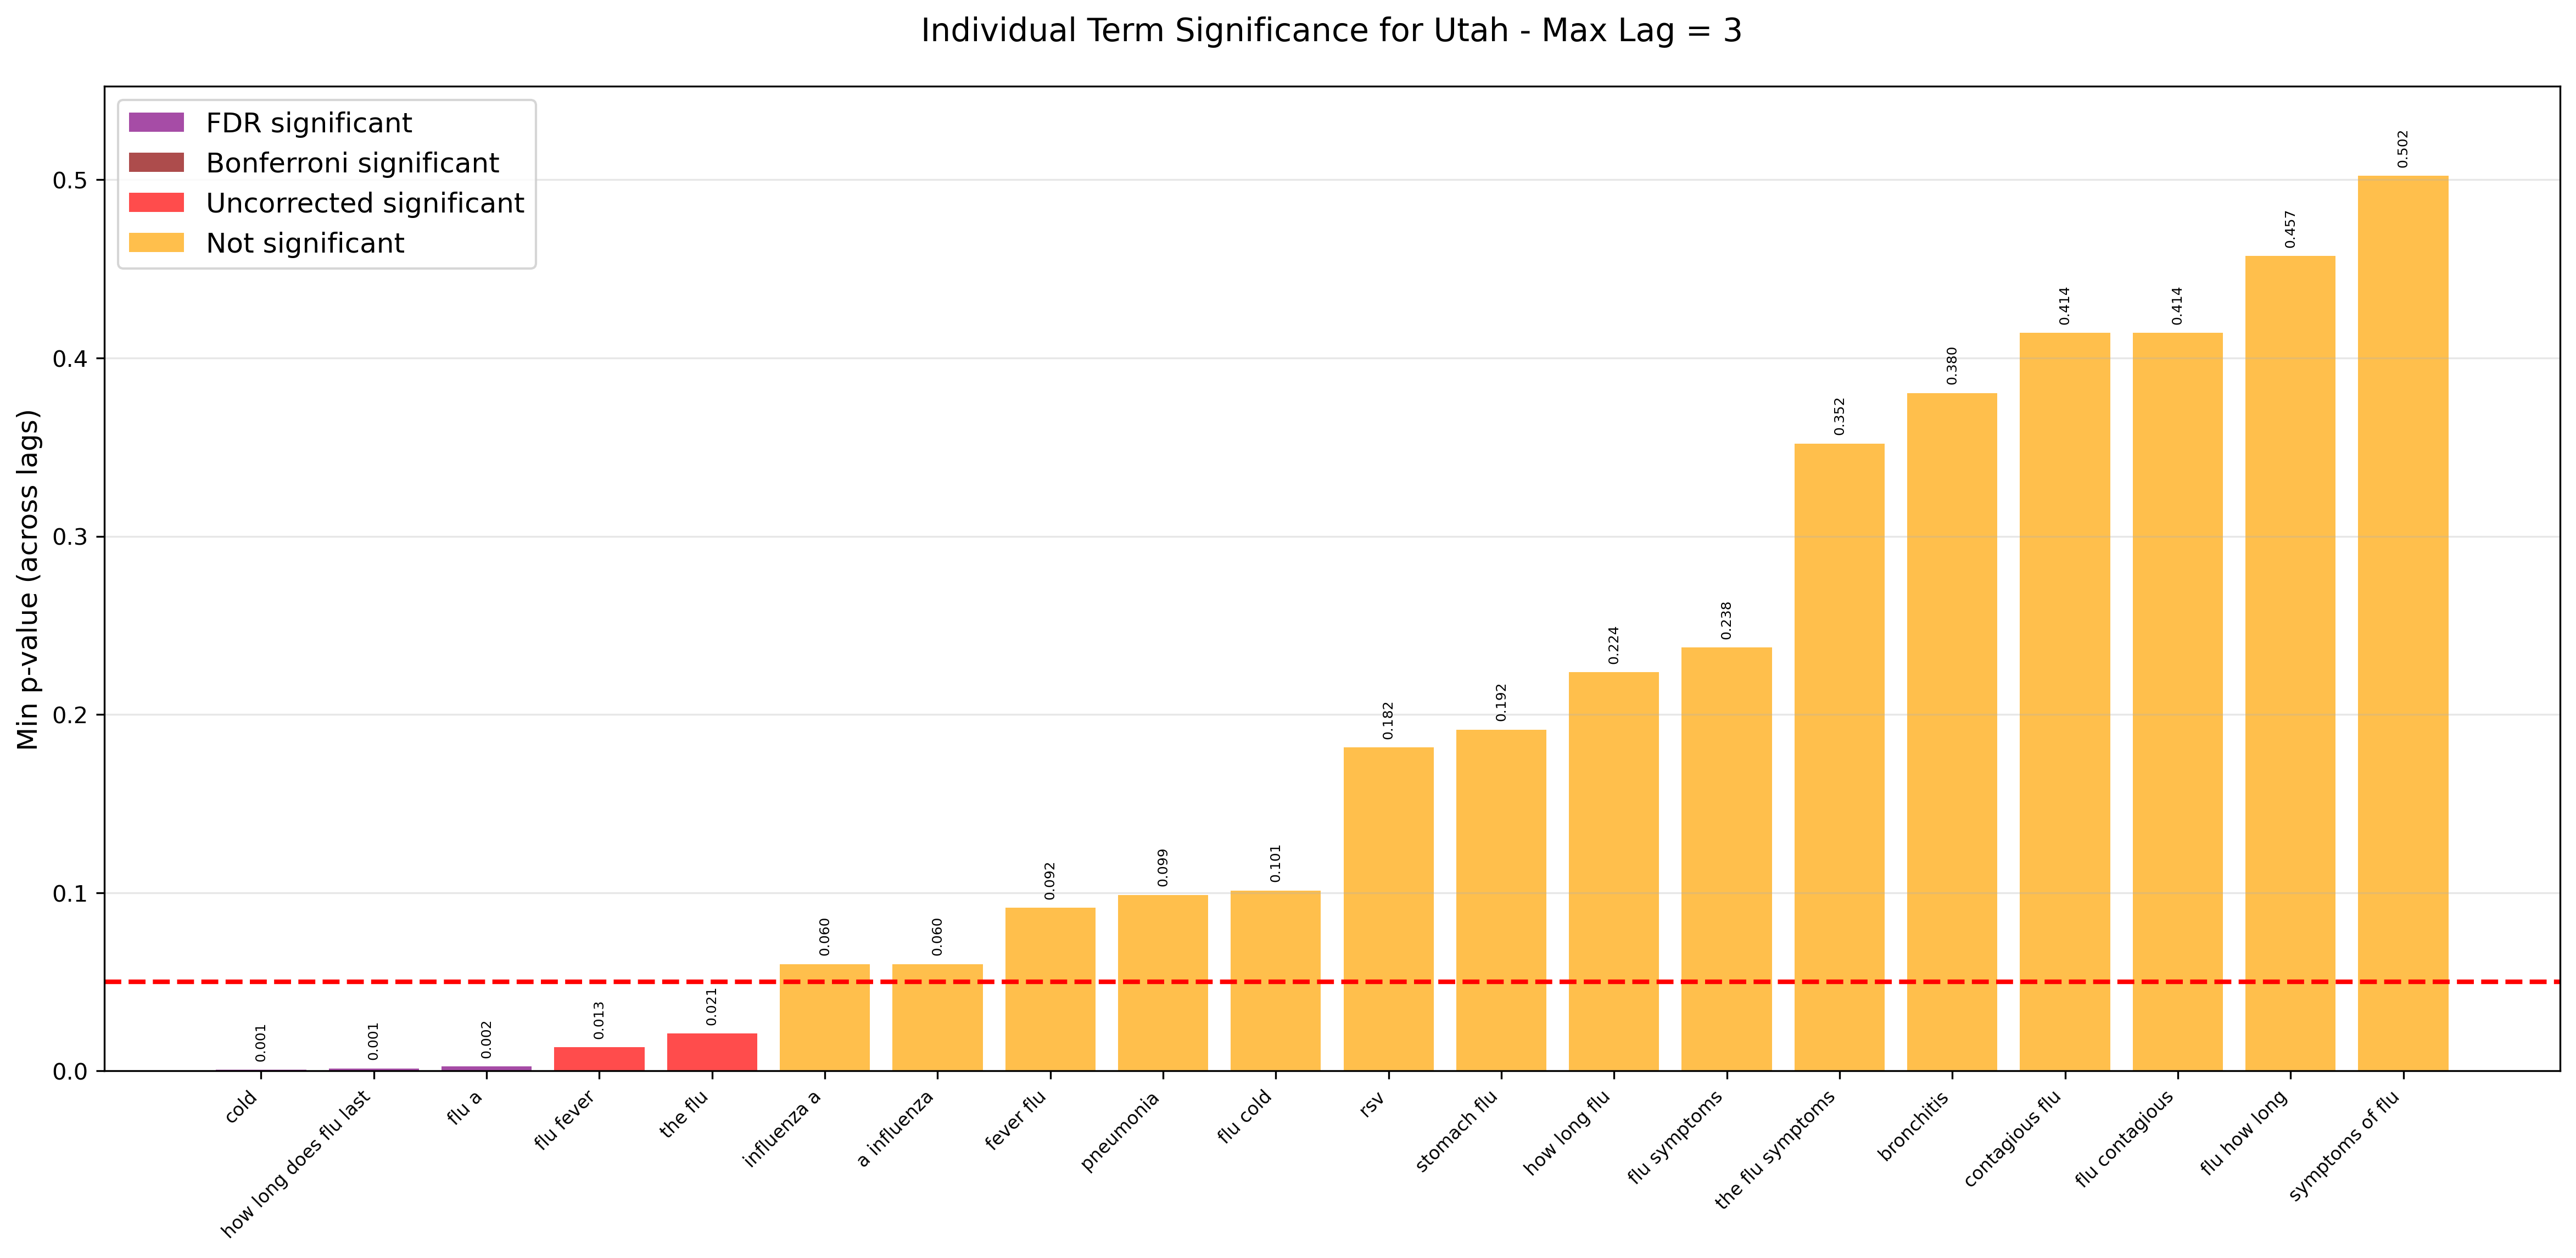 Individual Term Significance for Utah - Max Lag = 3
FDR significant
Bonferroni significant
Uncorrected significant
Not significant
Min p-value (across lags)
0.5
0.4
0.3
0.2
0.1
0.0
0.001
0.001
0.002
0.013
0.021
0.060
0.060
0.092
0.099
0.101
0.182
0.192
0.224
0.238
0.352
0.380
0.414
0.414
0.457
0.502
cold
how long does flu last
flu a
flu fever
the flu
influenza a
a influenza
fever flu
pneumonia
flu cold
rsv
stomach flu
how long flu
flu symptoms
the flu symptoms
bronchitis
contagious flu
flu contagious
flu how long
symptoms of flu